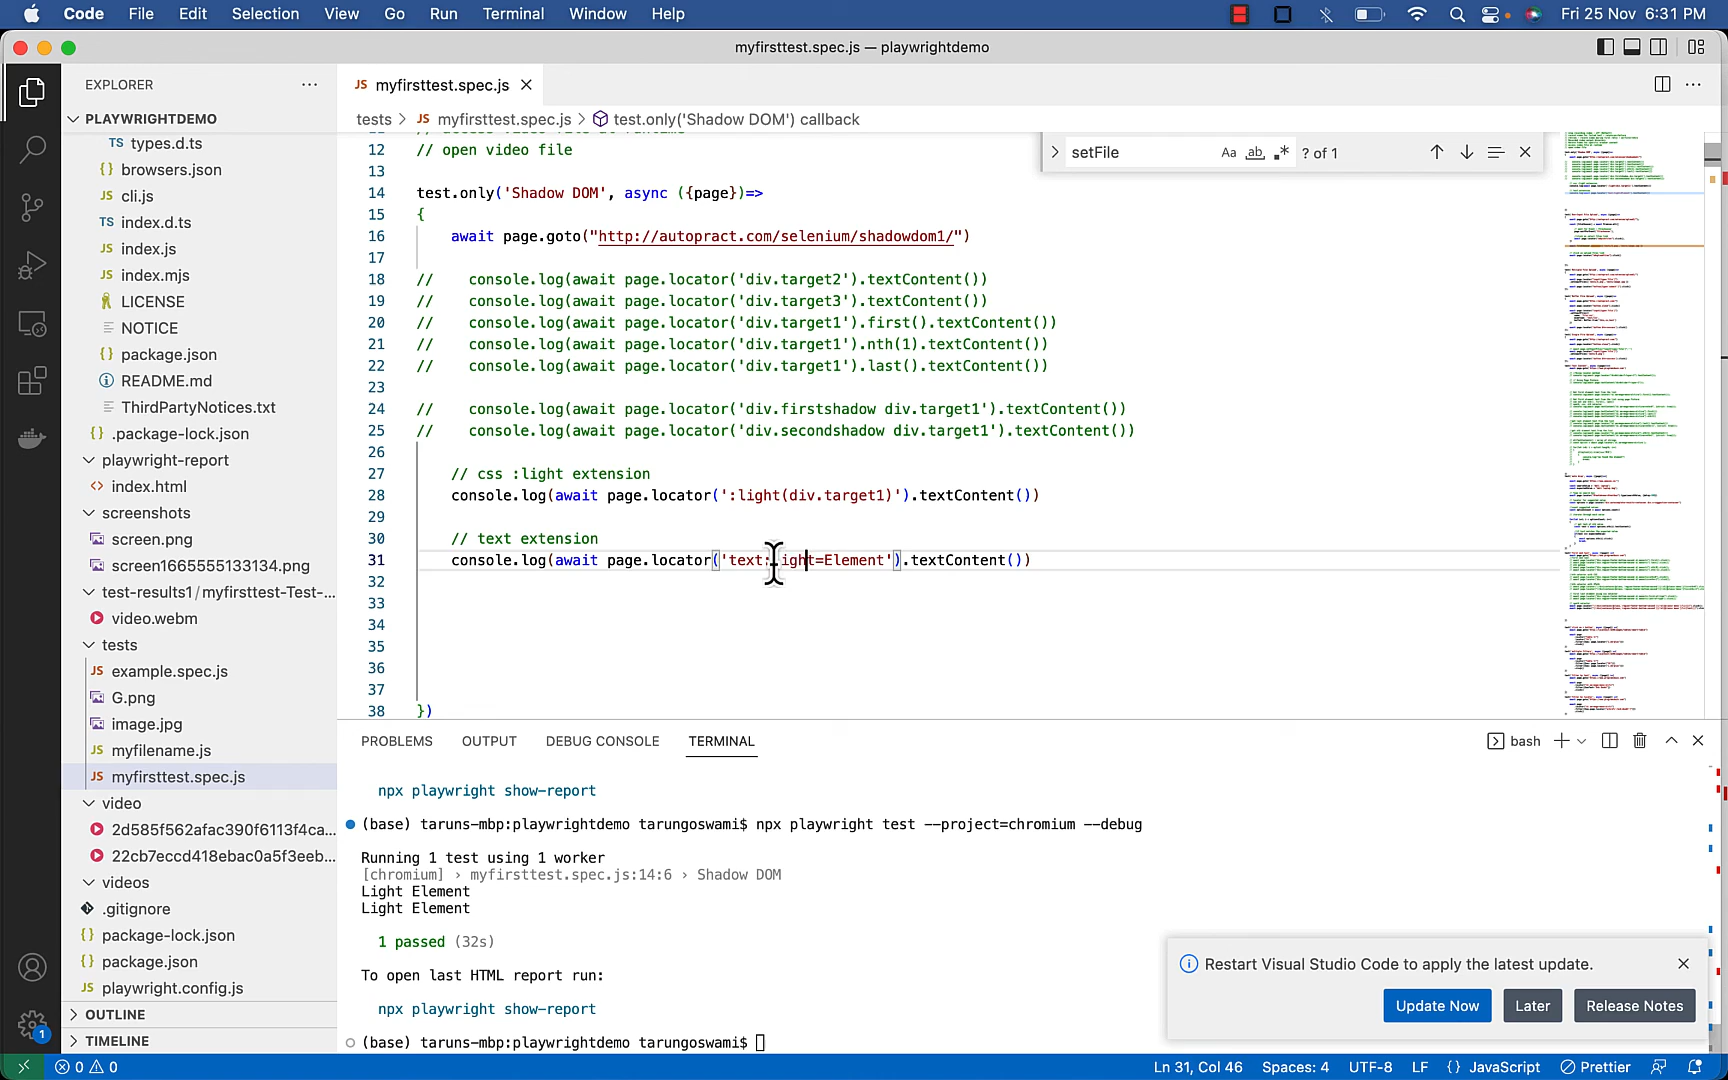 Code File Edit Selection View Go Run Terminal Window Help Fri 25 Nov 6:31 PM
myfirsttest.spec.js — playwrightdemo
EXPLORER
PLAYWRIGHTDEMO
TS types.d.ts
{} browsers.json
JS cli.js
TS index.d.ts
JS index.js
JS index.mjs
LICENSE
NOTICE
{} package.json
README.md
ThirdPartyNotices.txt
{} .package-lock.json
playwright-report
<> index.html
screenshots
screen.png
screen1665555133134.png
test-results1/myfirsttest-Test-...
video.webm
tests
JS example.spec.js
G.png
image.jpg
JS myfilename.js
JS myfirsttest.spec.js
video
2d585f562afac390f6113f4ca...
22cb7eccd418ebac0a5f3eeb...
videos
.gitignore
{} package-lock.json
{} package.json
JS playwright.config.js
OUTLINE
TIMELINE
1
JS myfirsttest.spec.js
tests > JS myfirsttest.spec.js > test.only('Shadow DOM') callback
setFile Aa ab ? of 1
12 // open video file
13
14 test.only('Shadow DOM', async ({page})=>
15 {
16 await page.goto("http://autopract.com/selenium/shadowdom1/")
17
18 // console.log(await page.locator('div.target2').textContent())
19 // console.log(await page.locator('div.target3').textContent())
20 // console.log(await page.locator('div.target1').first().textContent())
21 // console.log(await page.locator('div.target1').nth(1).textContent())
22 // console.log(await page.locator('div.target1').last().textContent())
23
24 // console.log(await page.locator('div.firstshadow div.target1').textContent())
25 // console.log(await page.locator('div.secondshadow div.target1').textContent())
26
27 // css :light extension
28 console.log(await page.locator(':light(div.target1)').textContent())
29
30 // text extension
31 console.log(await page.locator('text:light=Element').textContent())
32
33
34
35
36
37
38 })
PROBLEMS OUTPUT DEBUG CONSOLE TERMINAL
bash
npx playwright show-report
(base) taruns-mbp:playwrightdemo tarungoswami$ npx playwright test --project=chromium --debug
Running 1 test using 1 worker
[chromium] › myfirsttest.spec.js:14:6 › Shadow DOM
Light Element
Light Element
1 passed (32s)
To open last HTML report run:
npx playwright show-report
(base) taruns-mbp:playwrightdemo tarungoswami$
Restart Visual Studio Code to apply the latest update.
Update Now Later Release Notes
0 0 Ln 31, Col 46 Spaces: 4 UTF-8 LF {} JavaScript Prettier